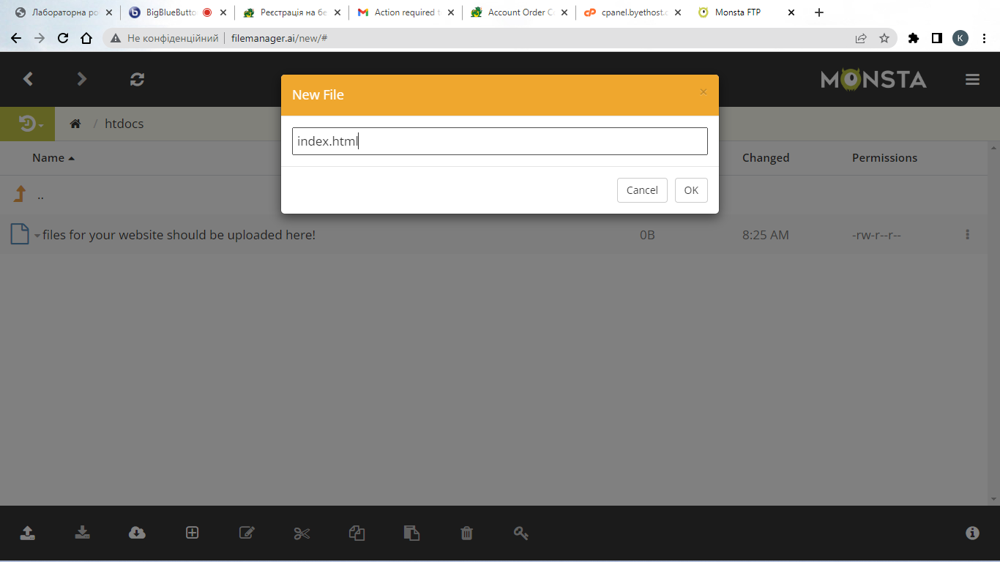 Лабораторна ро
BigBlueButto
Реєстрація на бе
Action required t
Account Order C
cpanel.byethost.c
Monsta FTP
Не конфіденційний
filemanager.ai/new/#
K
MONSTA
New File
×
/ htdocs
index.html
Name
Changed
Permissions
Cancel
OK
..
files for your website should be uploaded here!
0B
8:25 AM
-rw-r--r--